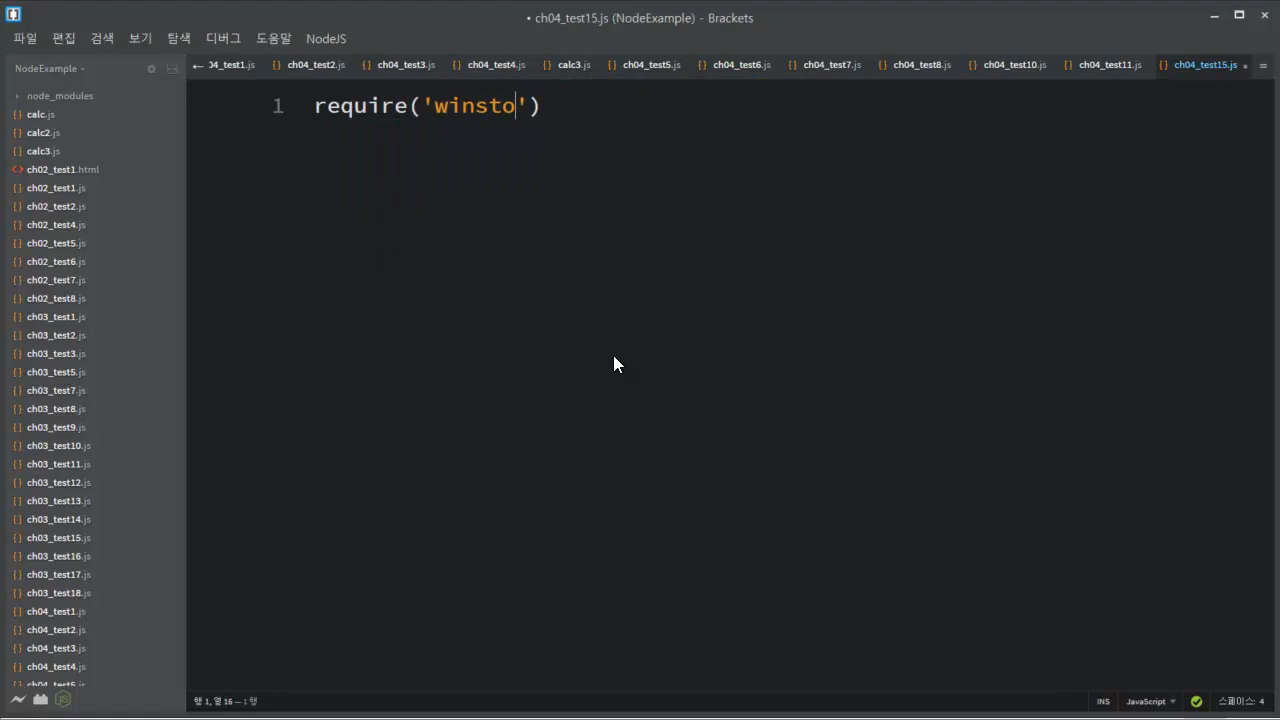 • ch04_test15.js (NodeExample) - Brackets
파일 편집 검색 보기 탐색 디버그 도움말 NodeJS
NodeExample
04_test1.js ch04_test2.js ch04_test3.js ch04_test4.js calc3.js ch04_test5.js ch04_test6.js ch04_test7.js ch04_test8.js ch04_test10.js ch04_test11.js ch04_test15.js
node_modules
calc.js
calc2.js
calc3.js
ch02_test1.html
ch02_test1.js
ch02_test2.js
ch02_test4.js
ch02_test5.js
ch02_test6.js
ch02_test7.js
ch02_test8.js
ch03_test1.js
ch03_test2.js
ch03_test3.js
ch03_test5.js
ch03_test7.js
ch03_test8.js
ch03_test9.js
ch03_test10.js
ch03_test11.js
ch03_test12.js
ch03_test13.js
ch03_test14.js
ch03_test15.js
ch03_test16.js
ch03_test17.js
ch03_test18.js
ch04_test1.js
ch04_test2.js
ch04_test3.js
ch04_test4.js
ch04_test5.js
1 require('winsto')
행 1, 열 16 — 1 행
INS JavaScript 스페이스: 4